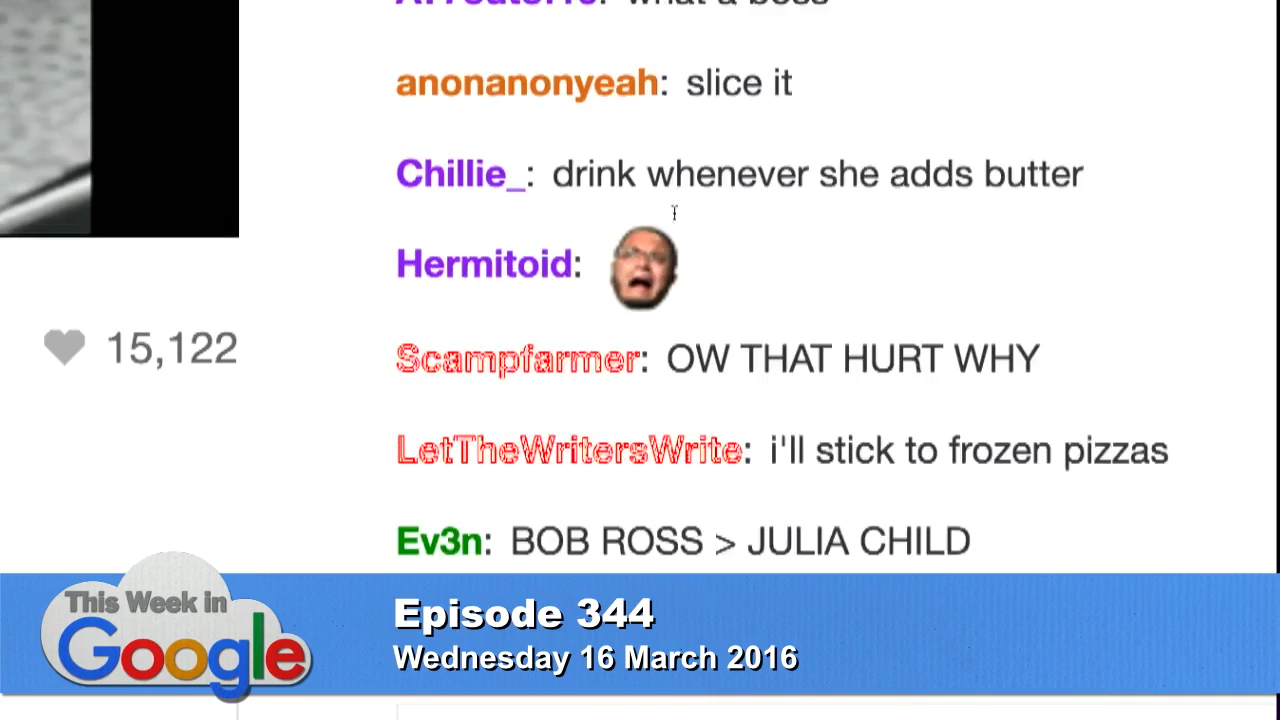 what a boss
anonanonyeah: slice it
Chillie_: drink whenever she adds butter
Hermitoid:
15,122
Scampfarmer: OW THAT HURT WHY
LetTheWritersWrite: i'll stick to frozen pizzas
Ev3n: BOB ROSS > JULIA CHILD
This Week in
Google
Episode 344
Wednesday 16 March 2016